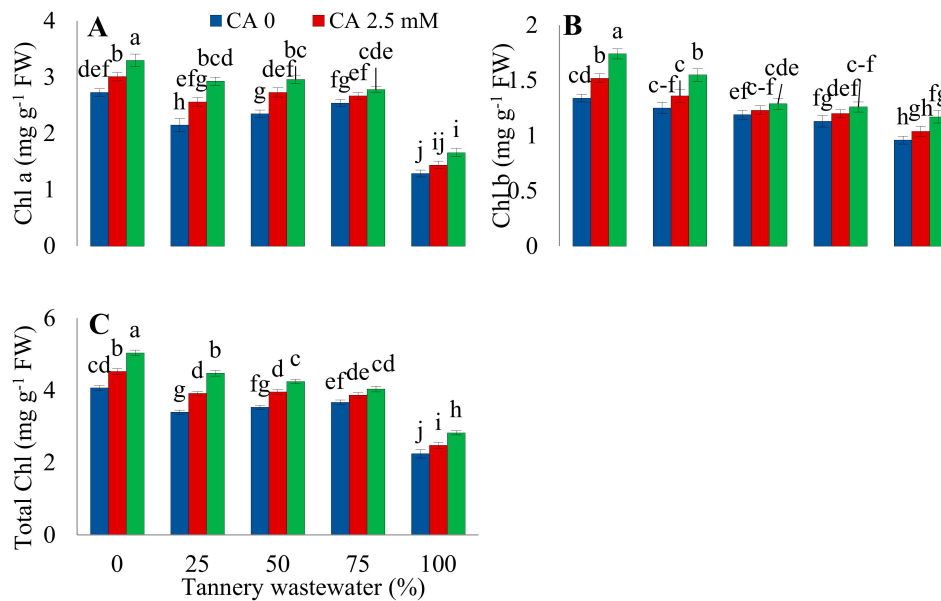 A
CA 0
CA 2.5 mM
Chl a (mg g-1 FW)
4
3
2
1
0
def b a
h efg bcd
g def bc
fg ef cde
j ij i
B
Chl b (mg g-1 FW)
2
1.5
1
0.5
0
cd b a
c-f c b
ef c-f cde
fg def c-f
h gh fg
C
Total Chl (mg g-1 FW)
6
4
2
0
cd b a
g d b
fg d c
ef de cd
j i h
0 25 50 75 100
Tannery wastewater (%)